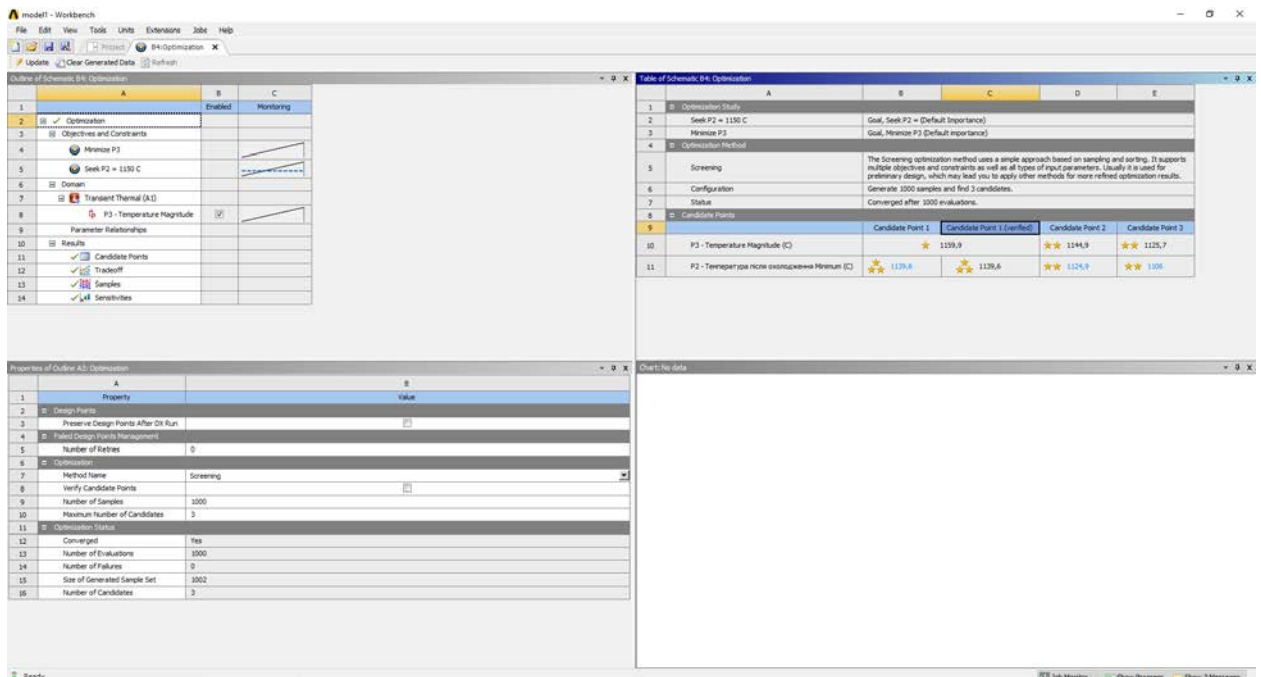 model1 - Workbench
File Edit View Tools Units Extensions Jobs Help
Project B4:Optimization
Update Clear Generated Data Refresh
Outline of Schematic B4: Optimization
A B C
1 Enabled Monitoring
2 Optimization
3 Objectives and Constraints
4 Minimize P3
5 Seek P2 = 1150 C
6 Domain
7 Transient Thermal (A1)
8 P3 - Temperature Magnitude
9 Parameter Relationships
10 Results
11 Candidate Points
12 Tradeoff
13 Samples
14 Sensitivities
Table of Schematic B4: Optimization
A B C D E
1 Optimization Study
2 Seek P2 = 1150 C Goal, Seek P2 = (Default Importance)
3 Minimize P3 Goal, Minimize P3 (Default importance)
4 Optimization Method
5 Screening The Screening optimization method uses a simple approach based on sampling and sorting. It supports
multiple objectives and constraints as well as all types of input parameters. Usually it is used for
preliminary design, which may lead you to apply other methods for more refined optimization results.
6 Configuration Generate 1000 samples and find 3 candidates.
7 Status Converged after 1000 evaluations.
8 Candidate Points
9 Candidate Point 1 Candidate Point 1 (verified) Candidate Point 2 Candidate Point 3
10 P3 - Temperature Magnitude (C) 1159,9 1144,9 1125,7
11 P2 - Температура після охолодження Minimum (C) 1139,6 1139,6 1124,9 1106
Properties of Outline A2: Optimization
A B
1 Property Value
2 Design Points
3 Preserve Design Points After DX Run
4 Failed Design Points Management
5 Number of Retries 0
6 Optimization
7 Method Name Screening
8 Verify Candidate Points
9 Number of Samples 1000
10 Maximum Number of Candidates 3
11 Optimization Status
12 Converged Yes
13 Number of Evaluations 1000
14 Number of Failures 0
15 Size of Generated Sample Set 1002
16 Number of Candidates 3
Chart: No data
Ready
Job Monitor Show Progress Show 2 Messages